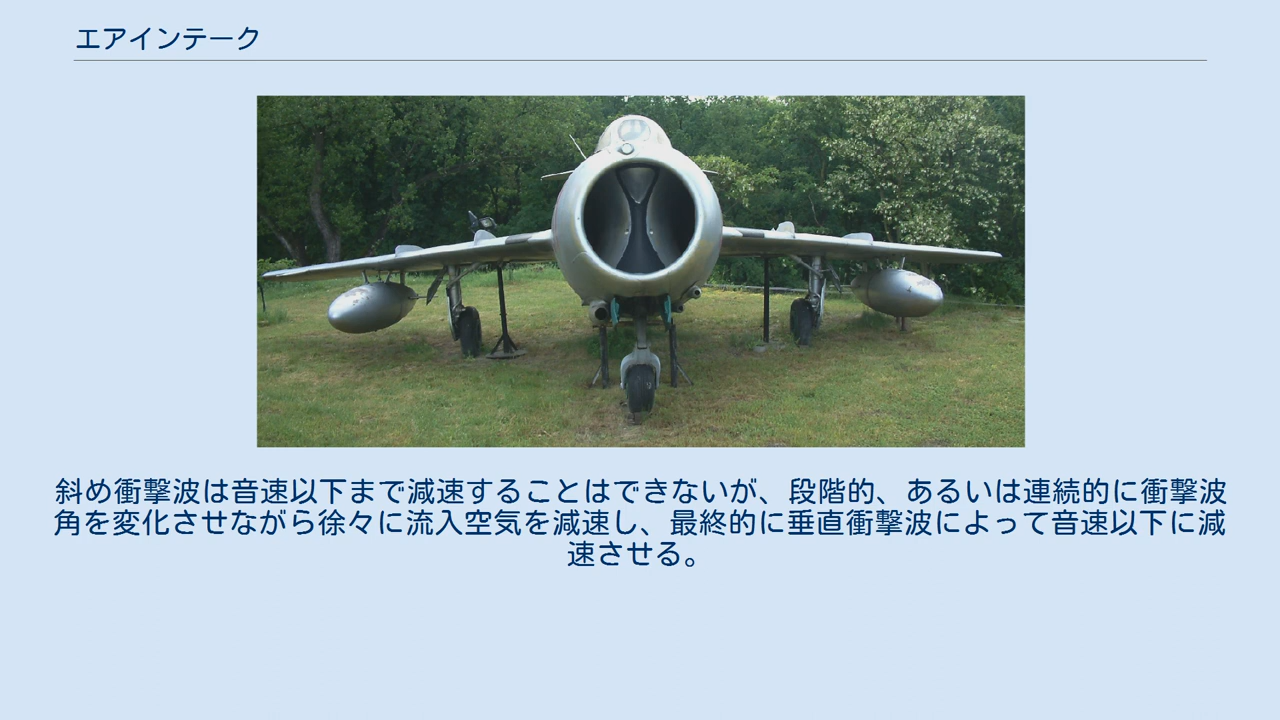 エアインテーク
斜め衝撃波は音速以下まで減速することはできないが、段階的、あるいは連続的に衝撃波
角を変化させながら徐々に流入空気を減速し、最終的に垂直衝撃波によって音速以下に減
速させる。